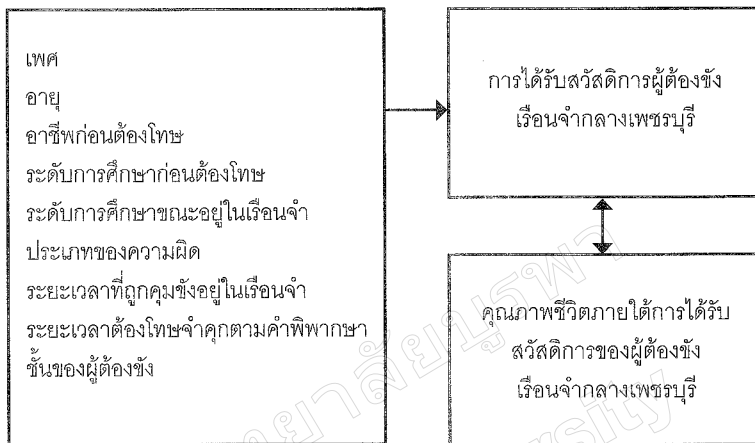 เพศ
อายุ
อาชีพก่อนต้องโทษ
ระดับการศึกษาก่อนต้องโทษ
ระดับการศึกษาขณะอยู่ในเรือนจำ
ประเภทของความผิด
ระยะเวลาที่ถูกคุมขังอยู่ในเรือนจำ
ระยะเวลาต้องโทษจำคุกตามคำพิพากษา
ชั้นของผู้ต้องขัง
การได้รับสวัสดิการผู้ต้องขัง
เรือนจำกลางเพชรบุรี
คุณภาพชีวิตภายใต้การได้รับ
สวัสดิการของผู้ต้องขัง
เรือนจำกลางเพชรบุรี
ยาลัยบูรพา
ersity